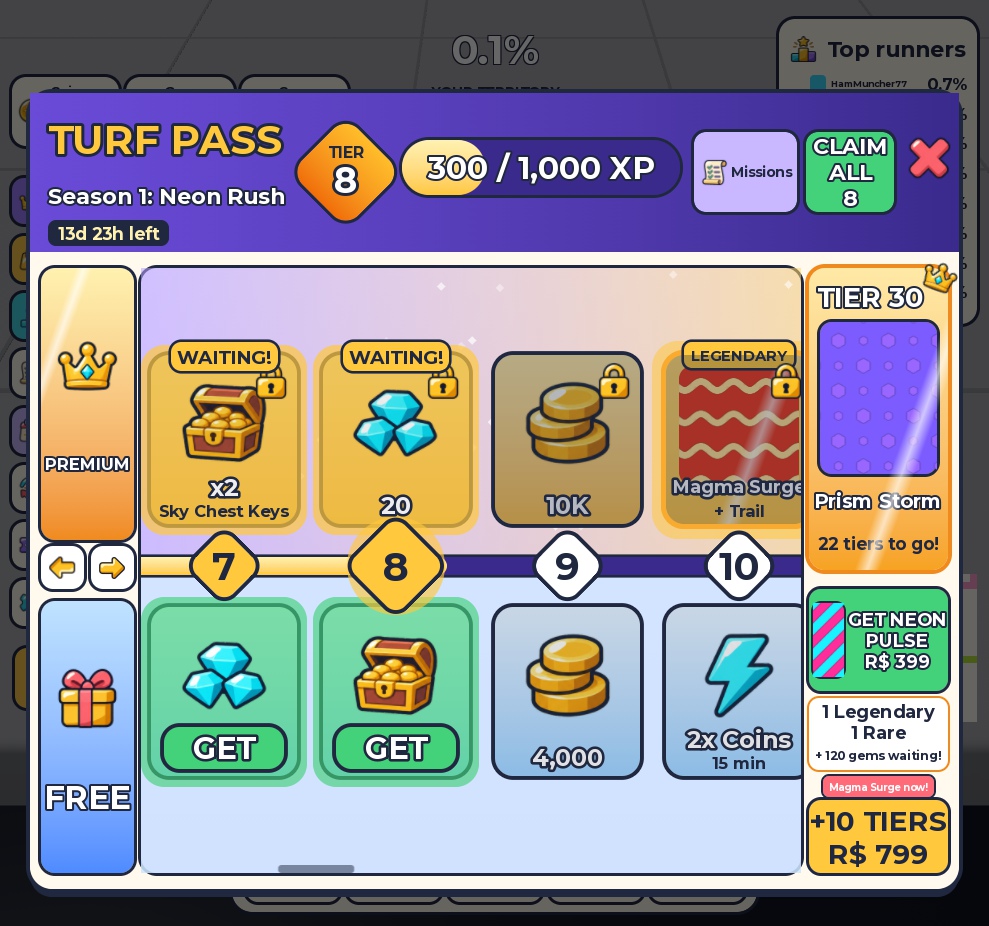 0.1%
Top runners
HamMuncher77 0.7%
TURF PASS
Season 1: Neon Rush
13d 23h left
TIER
8
300 / 1,000 XP
Missions
CLAIM
ALL
8
PREMIUM
WAITING!
x2
Sky Chest Keys
WAITING!
20
10K
LEGENDARY
Magma Surge
+ Trail
7
8
9
10
FREE
GET
GET
4,000
2x Coins
15 min
TIER 30
Prism Storm
22 tiers to go!
GET NEON
PULSE
R$ 399
1 Legendary
1 Rare
+ 120 gems waiting!
Magma Surge now!
+10 TIERS
R$ 799